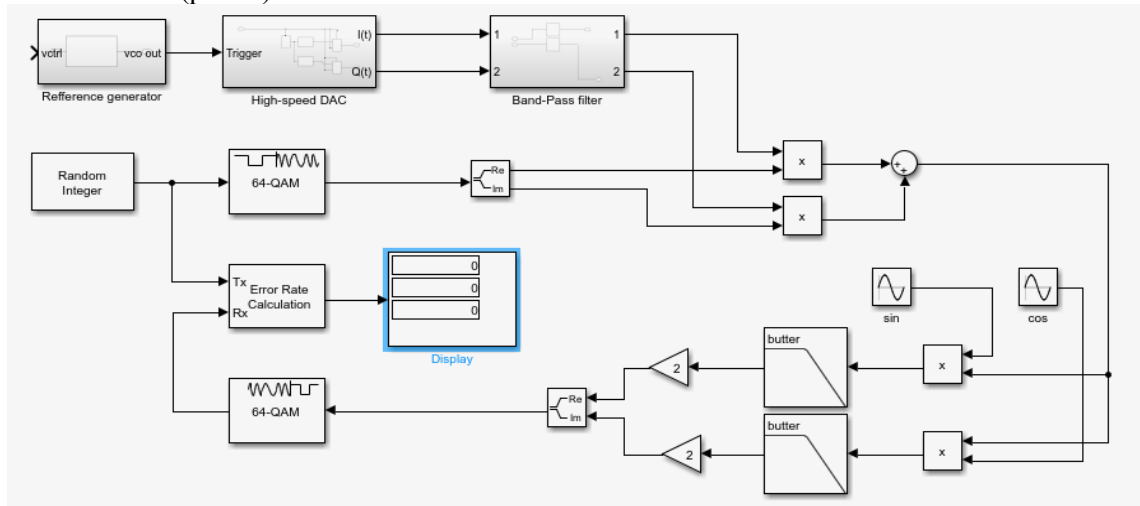 vctrl
vco out
Trigger
I(t)
Q(t)
1
2
1
2
Refference generator
High-speed DAC
Band-Pass filter
Random
Integer
64-QAM
Re
Im
x
+
+
x
Tx
Rx
Error Rate
Calculation
0
0
0
Display
sin
cos
butter
2
x
64-QAM
Re
Im
butter
2
x